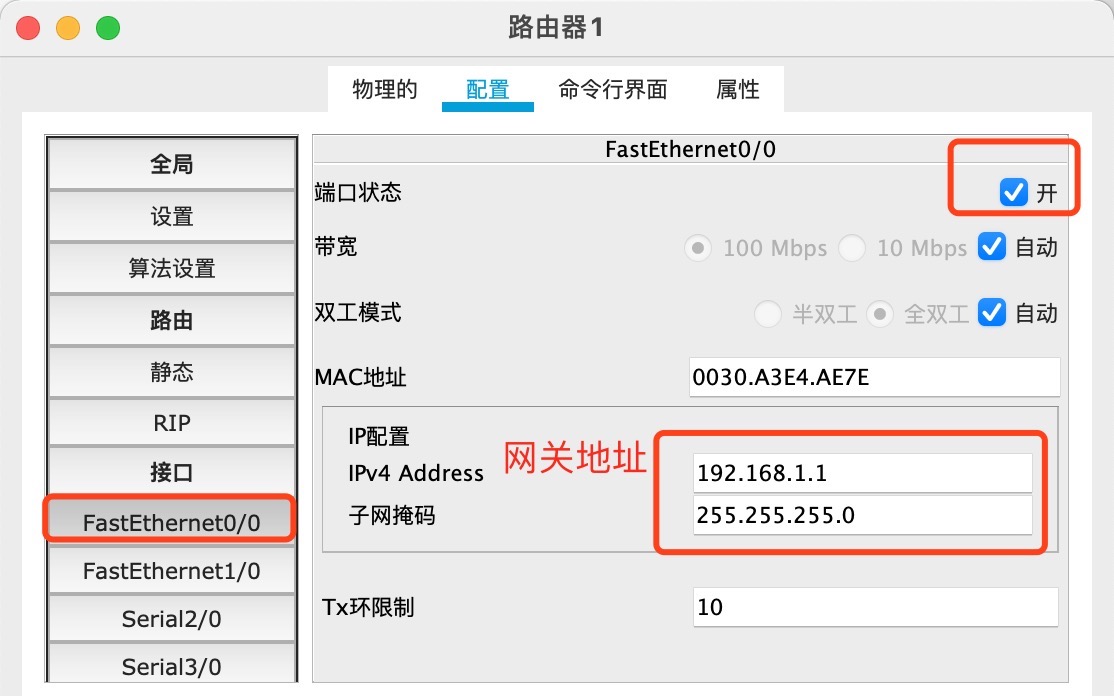 路由器1
物理的 配置 命令行界面 属性
全局
设置
算法设置
路由
静态
RIP
接口
FastEthernet0/0
FastEthernet1/0
Serial2/0
Serial3/0
FastEthernet0/0
端口状态 开
带宽 100 Mbps 10 Mbps 自动
双工模式 半双工 全双工 自动
MAC地址 0030.A3E4.AE7E
IP配置
网关地址
IPv4 Address 192.168.1.1
子网掩码 255.255.255.0
Tx环限制 10